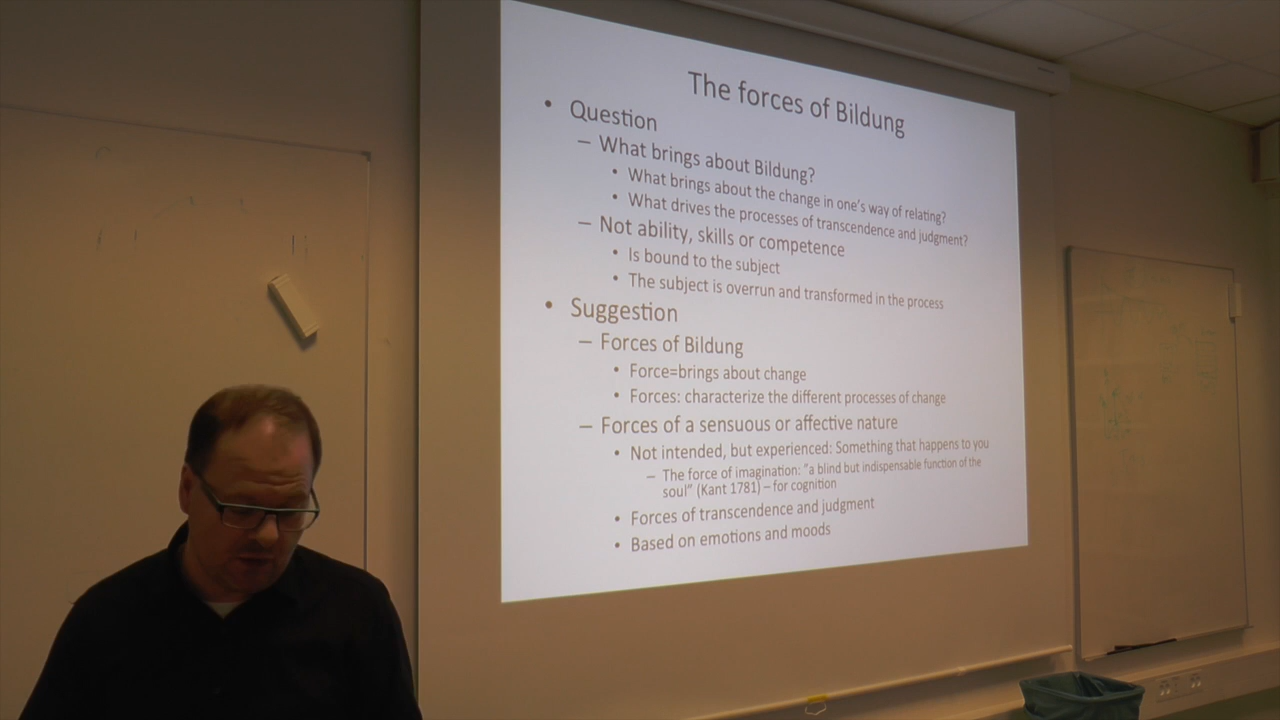 The forces of Bildung
• Question
– What brings about Bildung?
• What brings about the change in one's way of relating?
• What drives the processes of transcendence and judgment?
– Not ability, skills or competence
• Is bound to the subject
• The subject is overrun and transformed in the process
• Suggestion
– Forces of Bildung
• Force=brings about change
• Forces: characterize the different processes of change
– Forces of a sensuous or affective nature
• Not intended, but experienced: Something that happens to you
– The force of imagination: "a blind but indispensable function of the
soul" (Kant 1781) – for cognition
• Forces of transcendence and judgment
• Based on emotions and moods